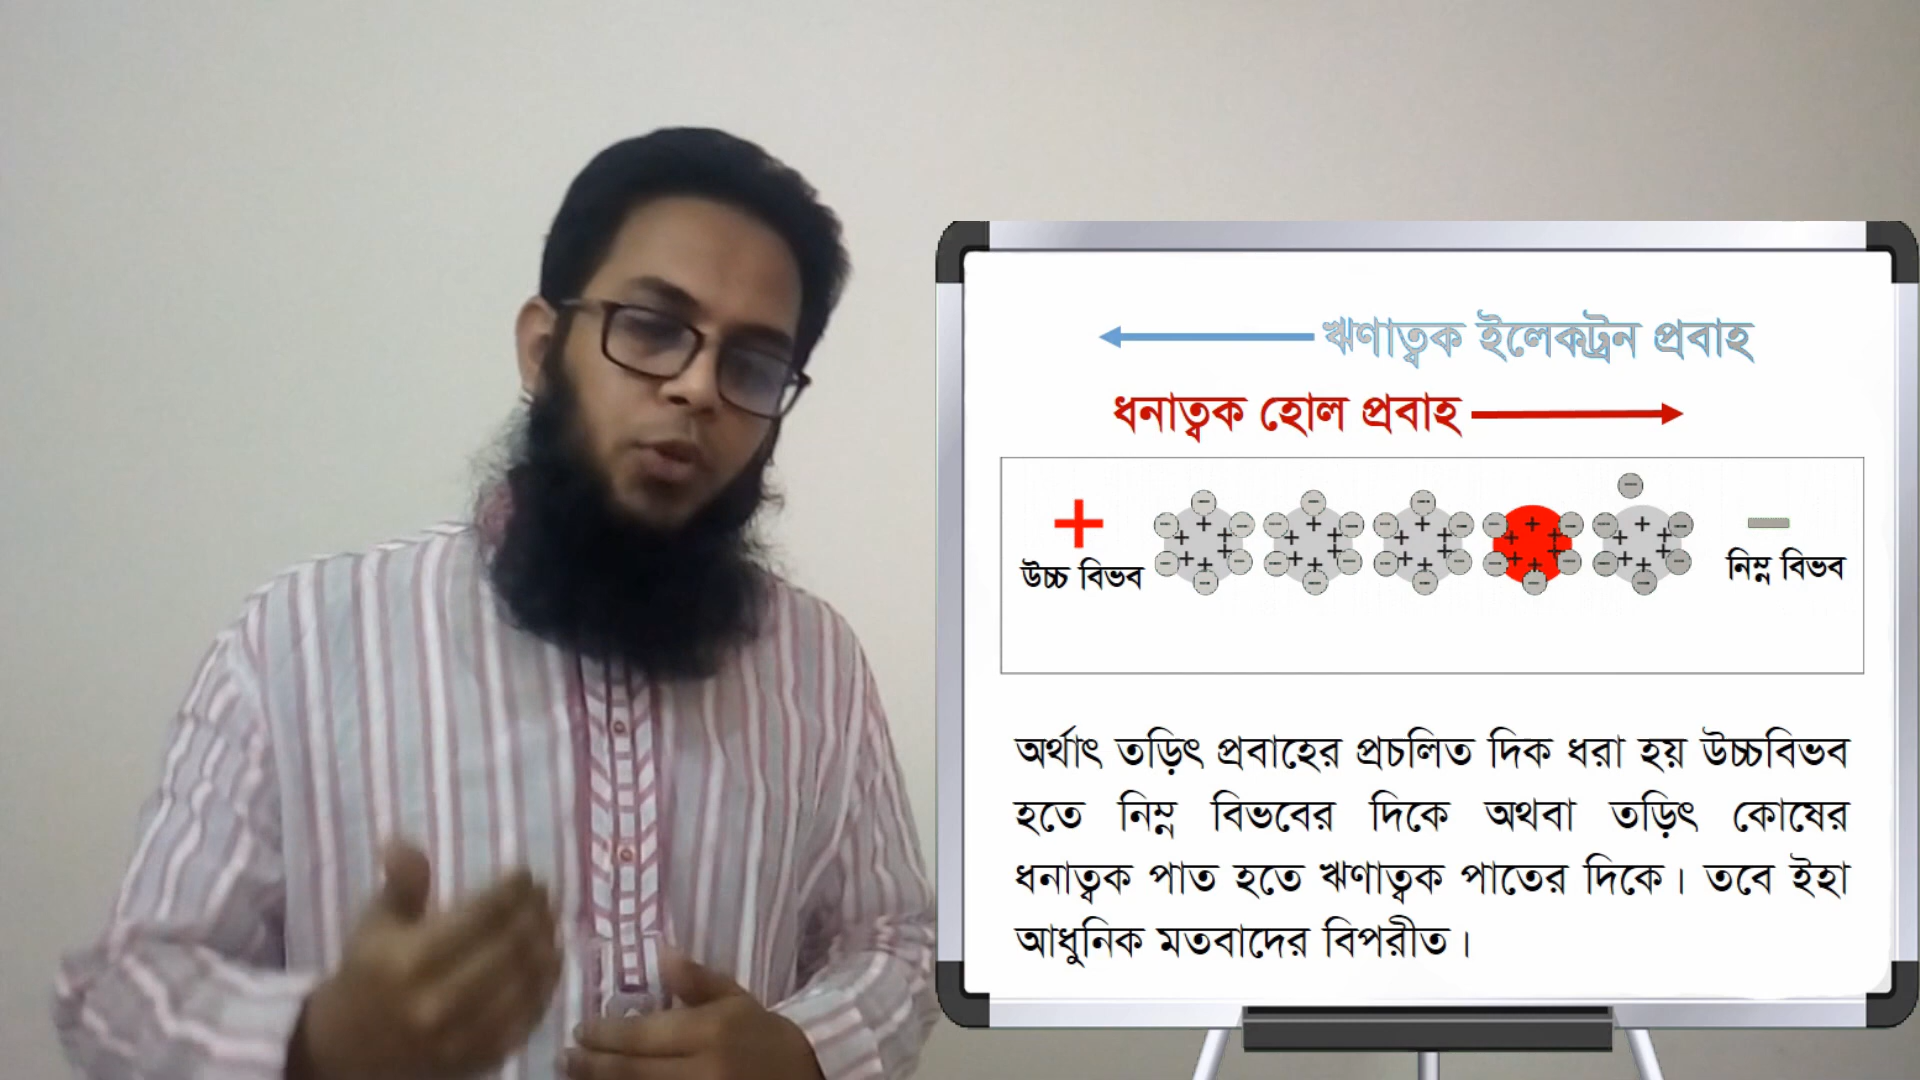 ঋণাত্বক ইলেকট্রন প্রবাহ
ধনাত্বক হোল প্রবাহ
+ −
উচ্চ বিভব নিম্ন বিভব
অর্থাৎ তড়িৎ প্রবাহের প্রচলিত দিক ধরা হয় উচ্চবিভব
হতে নিম্ন বিভবের দিকে অথবা তড়িৎ কোষের
ধনাত্বক পাত হতে ঋণাত্বক পাতের দিকে। তবে ইহা
আধুনিক মতবাদের বিপরীত।